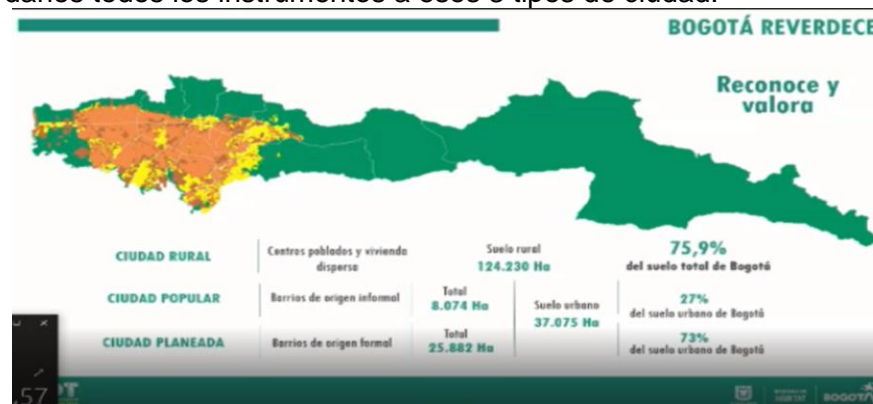 BOGOTÁ REVERDECE
Reconoce y
valora
CIUDAD RURAL
Centros poblados y vivienda
dispersa
Suelo rural
124.230 Ha
75,9%
del suelo total de Bogotá
CIUDAD POPULAR
Barrios de origen informal
Total
8.074 Ha
Suelo urbano
37.075 Ha
27%
del suelo urbano de Bogotá
CIUDAD PLANEADA
Barrios de origen formal
Total
25.882 Ha
73%
del suelo urbano de Bogotá
,57
BOGOTÁ